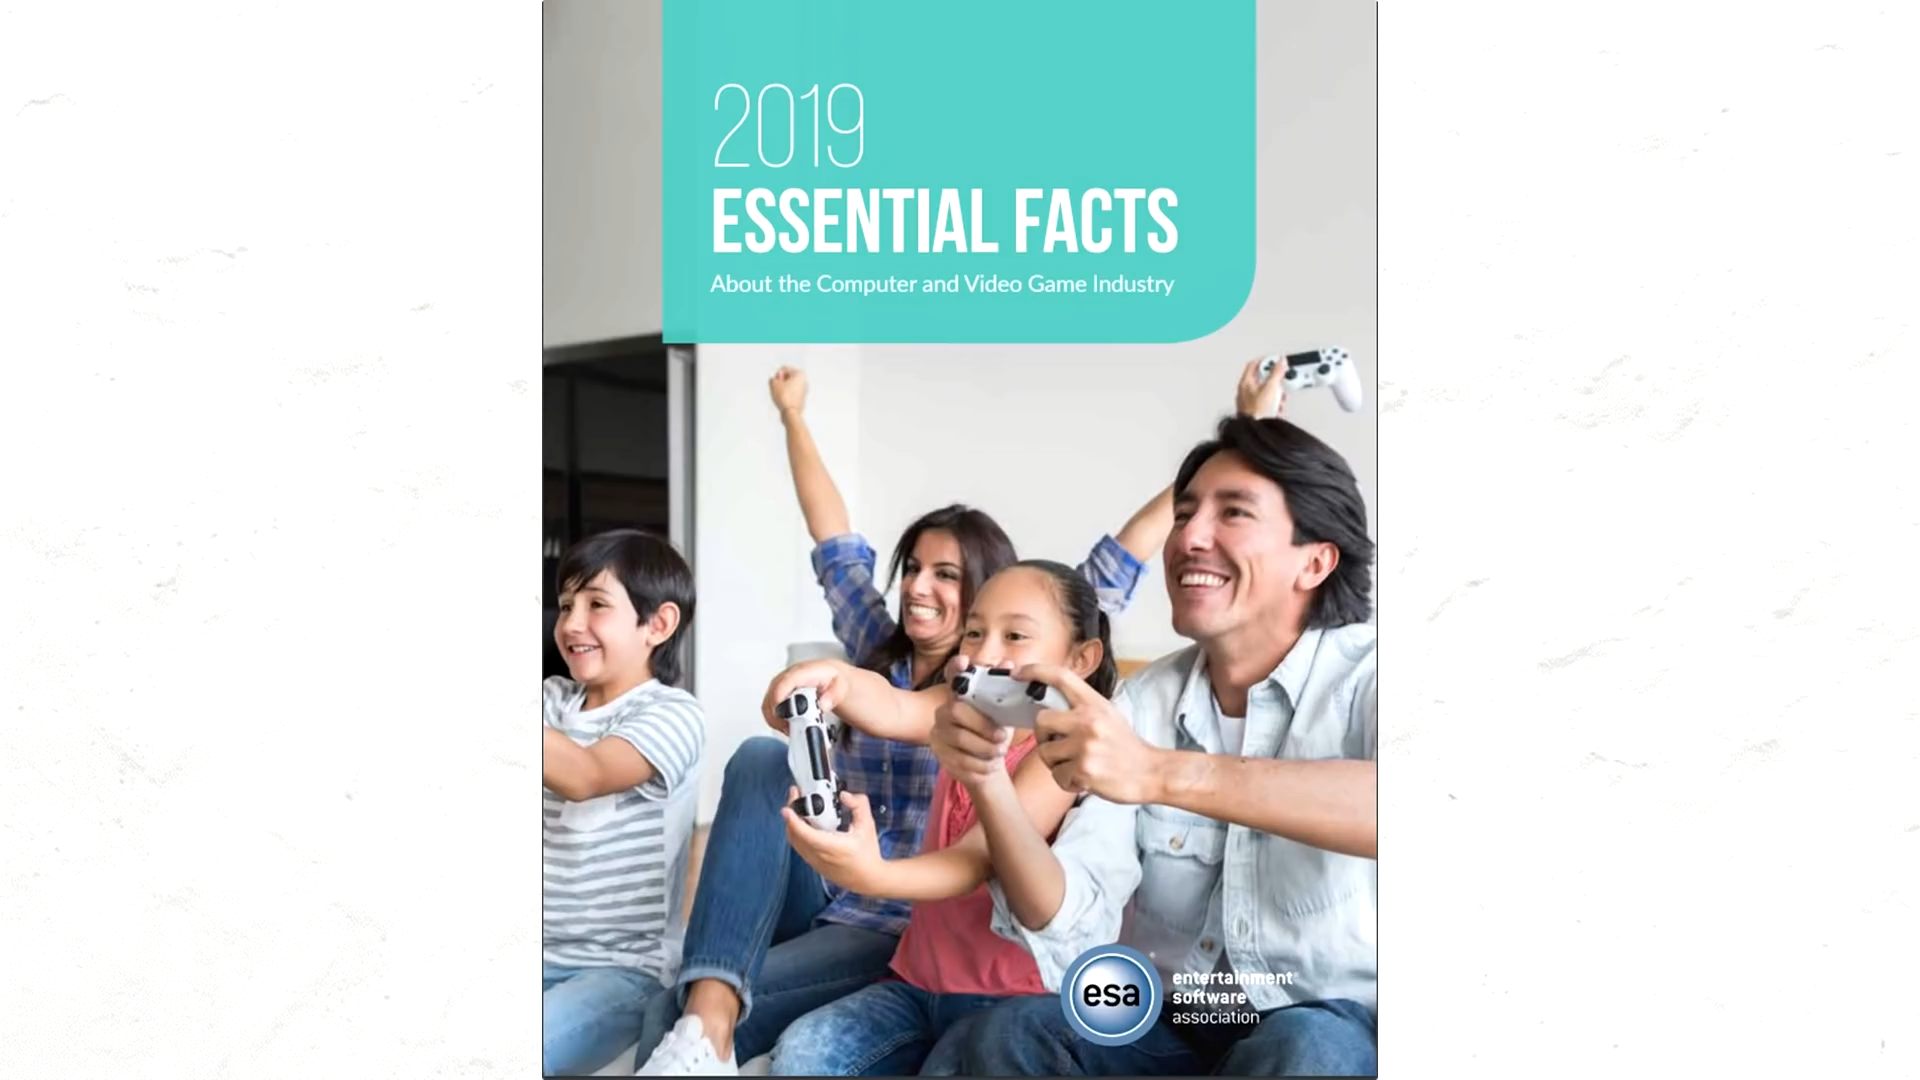 2019
ESSENTIAL FACTS
About the Computer and Video Game Industry
esa
entertainment
software
association